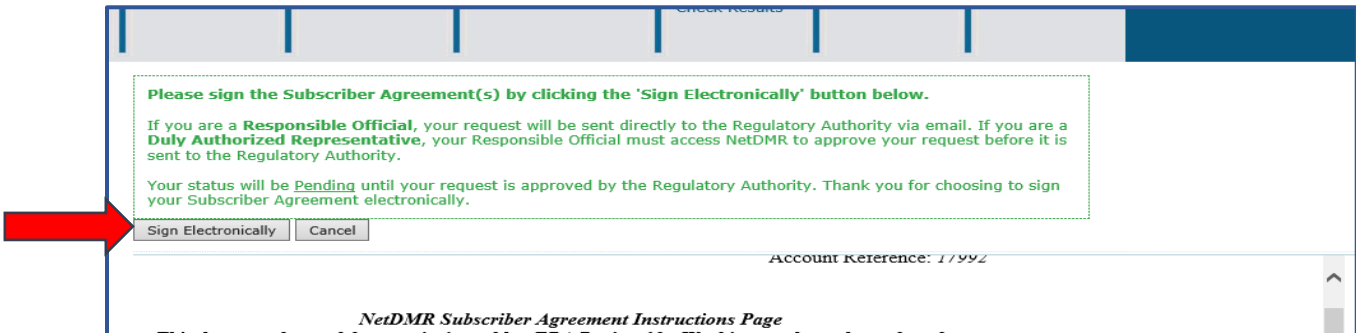 Check Results
Please sign the Subscriber Agreement(s) by clicking the 'Sign Electronically' button below.
If you are a Responsible Official, your request will be sent directly to the Regulatory Authority via email. If you are a
Duly Authorized Representative, your Responsible Official must access NetDMR to approve your request before it is
sent to the Regulatory Authority.
Your status will be Pending until your request is approved by the Regulatory Authority. Thank you for choosing to sign
your Subscriber Agreement electronically.
Sign Electronically Cancel
Account Reference: 17992
NetDMR Subscriber Agreement Instructions Page